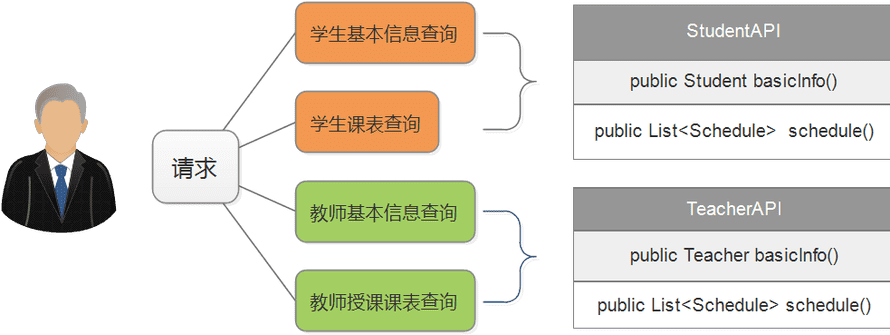 请求
学生基本信息查询
学生课表查询
教师基本信息查询
教师授课课表查询
StudentAPI
public Student basicInfo()
public List<Schedule> schedule()
TeacherAPI
public Teacher basicInfo()
public List<Schedule> schedule()